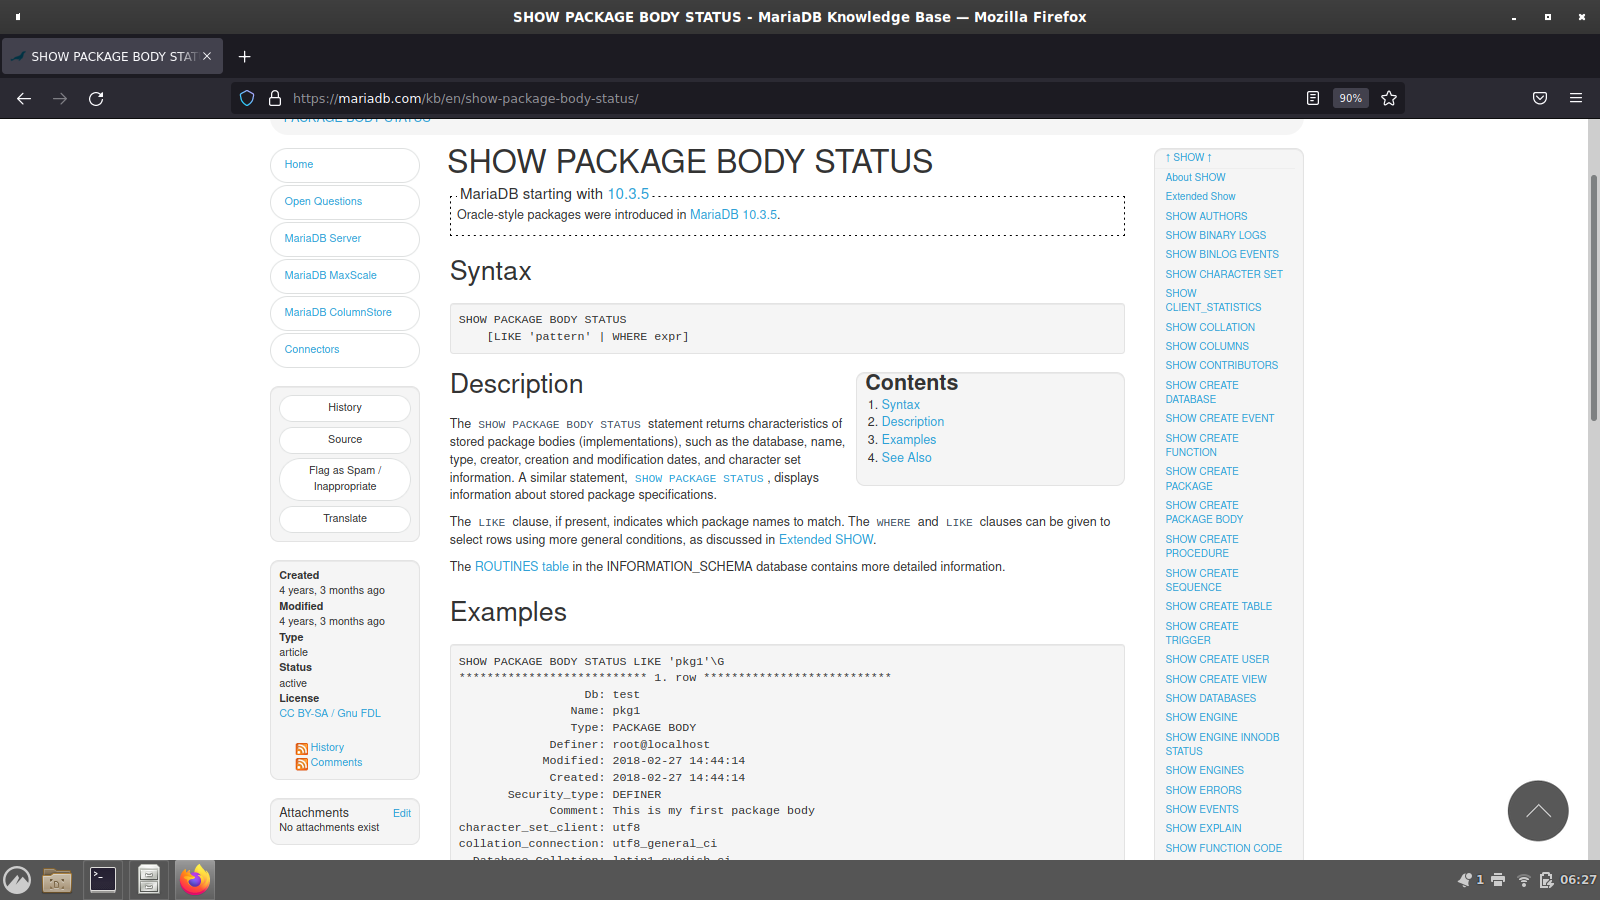 SHOW PACKAGE BODY STATUS - MariaDB Knowledge Base — Mozilla Firefox
SHOW PACKAGE BODY STAT
https://mariadb.com/kb/en/show-package-body-status/
90%
PACKAGE BODY STATUS
Home
Open Questions
MariaDB Server
MariaDB MaxScale
MariaDB ColumnStore
Connectors
History
Source
Flag as Spam /
Inappropriate
Translate
Created
4 years, 3 months ago
Modified
4 years, 3 months ago
Type
article
Status
active
License
CC BY-SA / Gnu FDL
History
Comments
Attachments
Edit
No attachments exist
SHOW PACKAGE BODY STATUS
MariaDB starting with 10.3.5
Oracle-style packages were introduced in MariaDB 10.3.5.
Syntax
SHOW PACKAGE BODY STATUS
[LIKE 'pattern' | WHERE expr]
Description
The SHOW PACKAGE BODY STATUS statement returns characteristics of
stored package bodies (implementations), such as the database, name,
type, creator, creation and modification dates, and character set
information. A similar statement, SHOW PACKAGE STATUS, displays
information about stored package specifications.
Contents
1. Syntax
2. Description
3. Examples
4. See Also
The LIKE clause, if present, indicates which package names to match. The WHERE and LIKE clauses can be given to
select rows using more general conditions, as discussed in Extended SHOW.
The ROUTINES table in the INFORMATION_SCHEMA database contains more detailed information.
Examples
SHOW PACKAGE BODY STATUS LIKE 'pkg1'\G
*************************** 1. row ***************************
Db: test
Name: pkg1
Type: PACKAGE BODY
Definer: root@localhost
Modified: 2018-02-27 14:44:14
Created: 2018-02-27 14:44:14
Security_type: DEFINER
Comment: This is my first package body
character_set_client: utf8
collation_connection: utf8_general_ci
Database Collation: latin1_swedish_ci
↑ SHOW ↑
About SHOW
Extended Show
SHOW AUTHORS
SHOW BINARY LOGS
SHOW BINLOG EVENTS
SHOW CHARACTER SET
SHOW
CLIENT_STATISTICS
SHOW COLLATION
SHOW COLUMNS
SHOW CONTRIBUTORS
SHOW CREATE
DATABASE
SHOW CREATE EVENT
SHOW CREATE
FUNCTION
SHOW CREATE
PACKAGE
SHOW CREATE
PACKAGE BODY
SHOW CREATE
PROCEDURE
SHOW CREATE
SEQUENCE
SHOW CREATE TABLE
SHOW CREATE
TRIGGER
SHOW CREATE USER
SHOW CREATE VIEW
SHOW DATABASES
SHOW ENGINE
SHOW ENGINE INNODB
STATUS
SHOW ENGINES
SHOW ERRORS
SHOW EVENTS
SHOW EXPLAIN
SHOW FUNCTION CODE
1
06:27